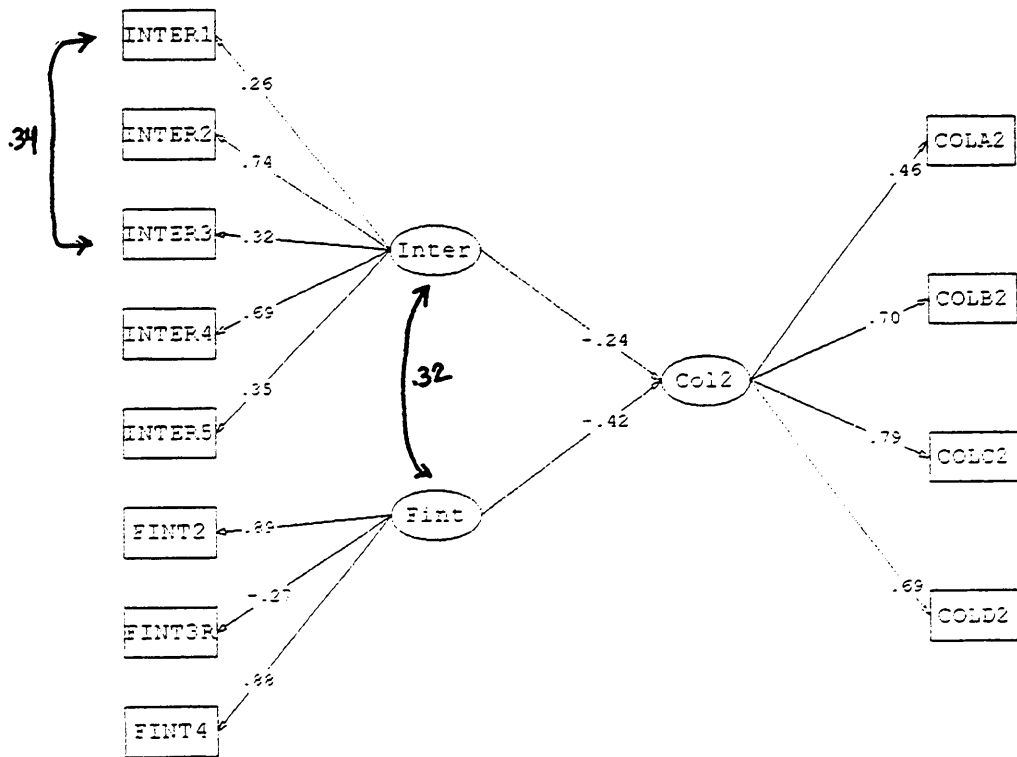 INTER1
.26
INTER2
.74
.34
INTER3
.32
Inter
INTER4
.69
INTER5
.35
.32
FINT2
.89
Fint
FINT3R
-.27
FINT4
.88
-.24
-.42
Col2
COLA2
.46
COLB2
.70
COLC2
.79
COLD2
.69